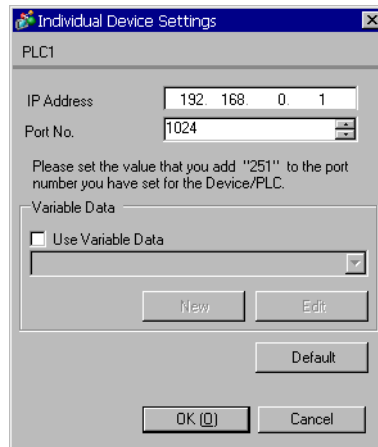 Individual Device Settings
PLC1
IP Address 192. 168. 0. 1
Port No. 1024
Please set the value that you add "251" to the port
number you have set for the Device/PLC.
Variable Data
Use Variable Data
New Edit
Default
OK (O) Cancel